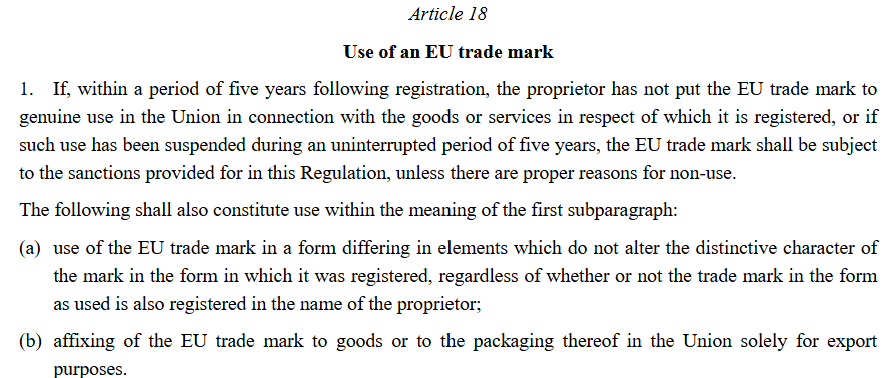 Article 18
Use of an EU trade mark
1. If, within a period of five years following registration, the proprietor has not put the EU trade mark to
genuine use in the Union in connection with the goods or services in respect of which it is registered, or if
such use has been suspended during an uninterrupted period of five years, the EU trade mark shall be subject
to the sanctions provided for in this Regulation, unless there are proper reasons for non-use.
The following shall also constitute use within the meaning of the first subparagraph:
(a) use of the EU trade mark in a form differing in elements which do not alter the distinctive character of
the mark in the form in which it was registered, regardless of whether or not the trade mark in the form
as used is also registered in the name of the proprietor;
(b) affixing of the EU trade mark to goods or to the packaging thereof in the Union solely for export
purposes.